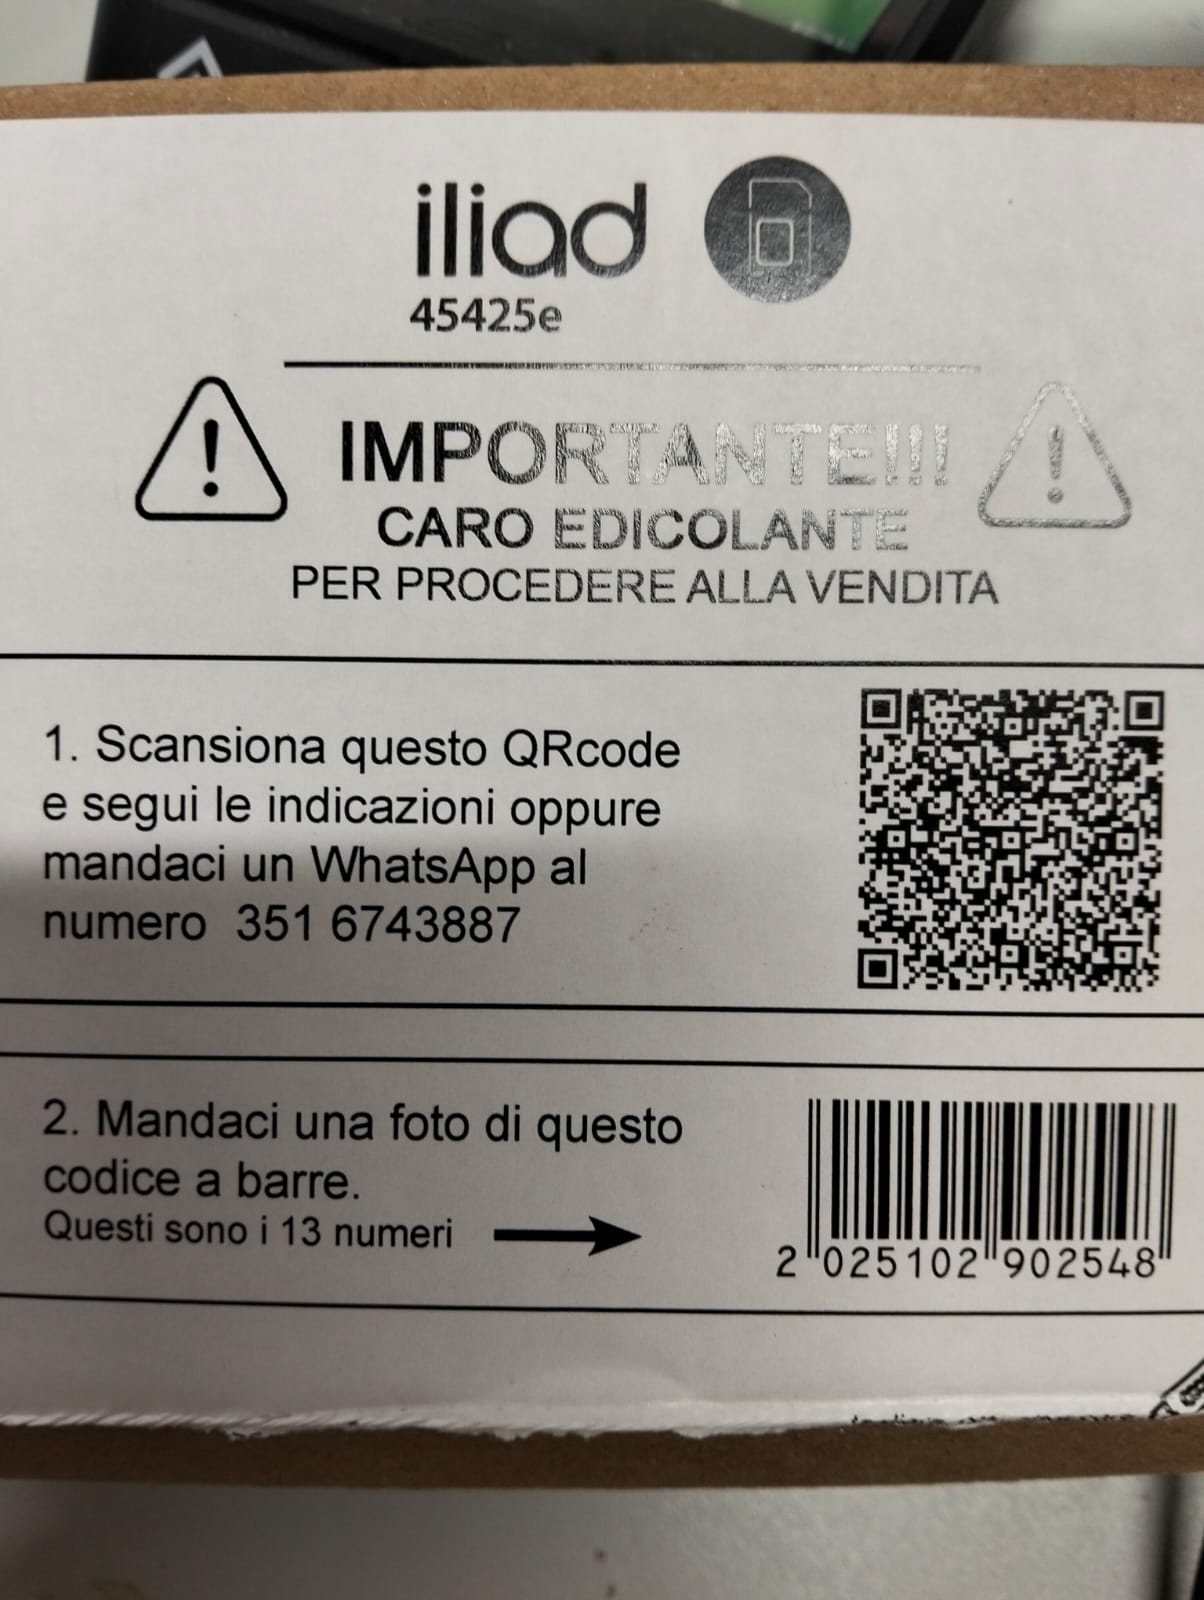 iliad
45425e
IMPORTANTE!!!
CARO EDICOLANTE
PER PROCEDERE ALLA VENDITA
1. Scansiona questo QRcode
e segui le indicazioni oppure
mandaci un WhatsApp al
numero 351 6743887
2. Mandaci una foto di questo
codice a barre.
Questi sono i 13 numeri
2 025102 902548